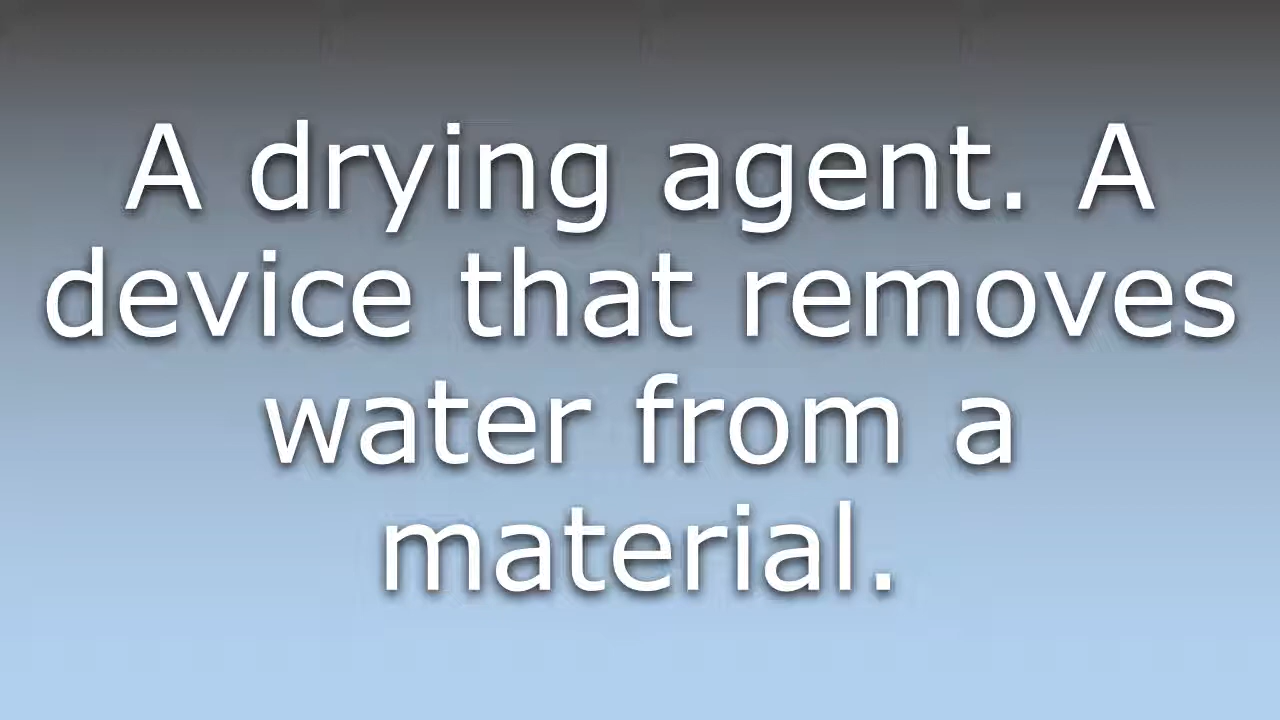 A drying agent. A
device that removes
water from a
material.